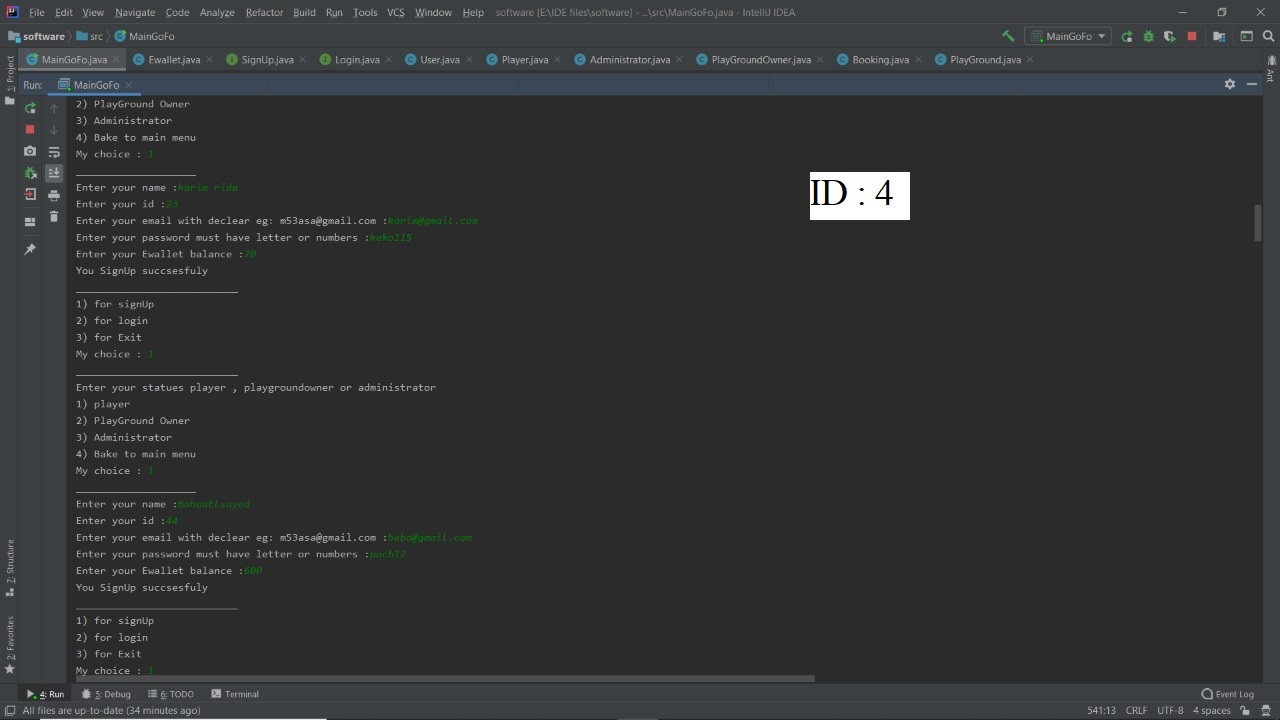 File Edit View Navigate Code Analyze Refactor Build Run Tools VCS Window Help software [E:\IDE files\software] - ...\src\MainGoFo.java - IntelliJ IDEA
software src MainGoFo MainGoFo
MainGoFo.java Ewallet.java SignUp.java Login.java User.java Player.java Administrator.java PlayGroundOwner.java Booking.java PlayGround.java
1: Project
Ant
Run: MainGoFo
2) PlayGround Owner
3) Administrator
4) Bake to main menu
My choice : 1
____________________
Enter your name :karim rida
ID : 4
Enter your id :23
Enter your email with declear eg: m53asa@gmail.com :karim@gmail.com
Enter your password must have letter or numbers :keko115
Enter your Ewallet balance :70
You SignUp succsesfuly
___________________________
1) for signUp
2) for login
3) for Exit
My choice : 1
___________________________
Enter your statues player , playgroundowner or administrator
1) player
2) PlayGround Owner
3) Administrator
4) Bake to main menu
My choice : 1
____________________
Enter your name :BahaaElsayed
Enter your id :44
Enter your email with declear eg: m53asa@gmail.com :bebo@gmail.com
Enter your password must have letter or numbers :poch12
Enter your Ewallet balance :600
You SignUp succsesfuly
___________________________
1) for signUp
2) for login
3) for Exit
My choice : 1
7: Structure
2: Favorites
4: Run 5: Debug 6: TODO Terminal Event Log
All files are up-to-date (34 minutes ago) 541:13 CRLF UTF-8 4 spaces